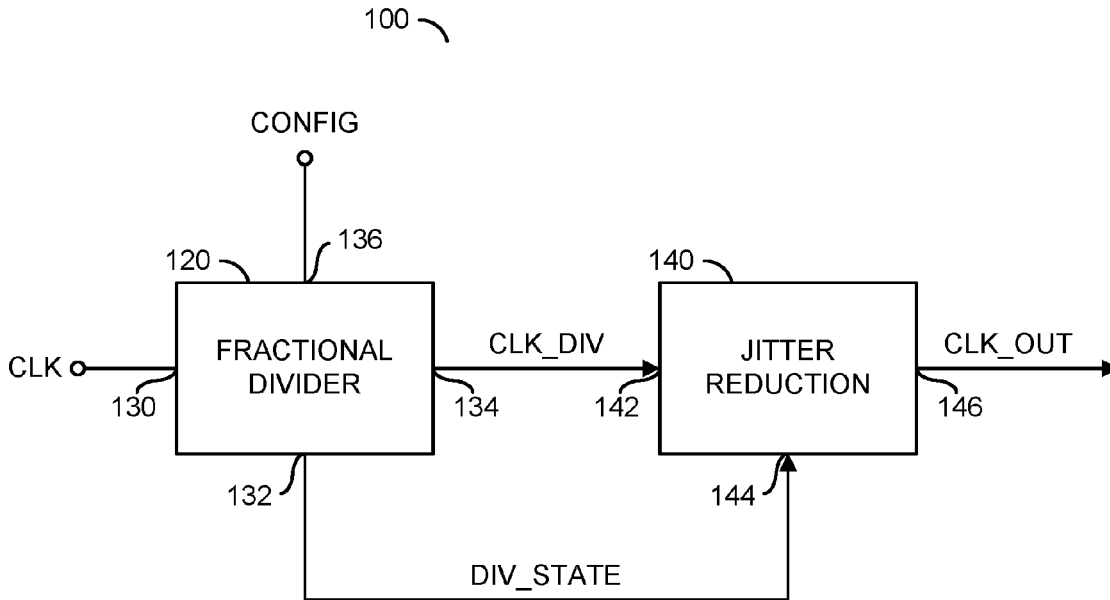 100
CONFIG
136
120
140
CLK
FRACTIONAL
DIVIDER
CLK_DIV
JITTER
REDUCTION
CLK_OUT
130
134
142
146
132
144
DIV_STATE